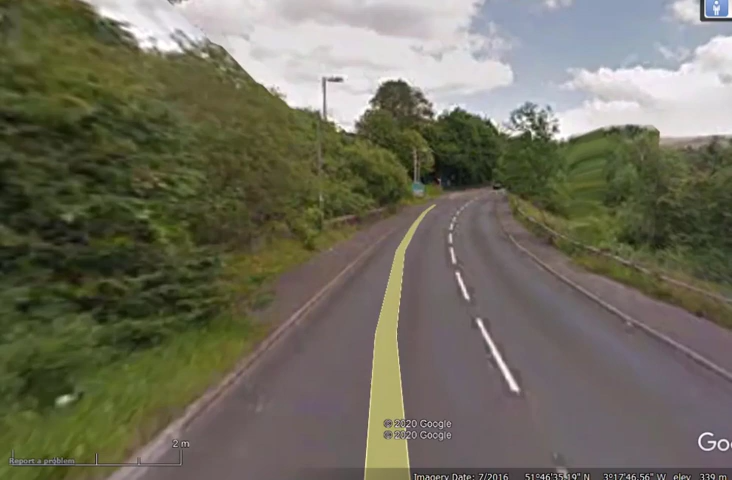 © 2020 Google
© 2020 Google
2 m
Report a problem
Goo
Imagery Date: 7/2016 51°46'35.19" N 3°17'46.56" W elev 339 m